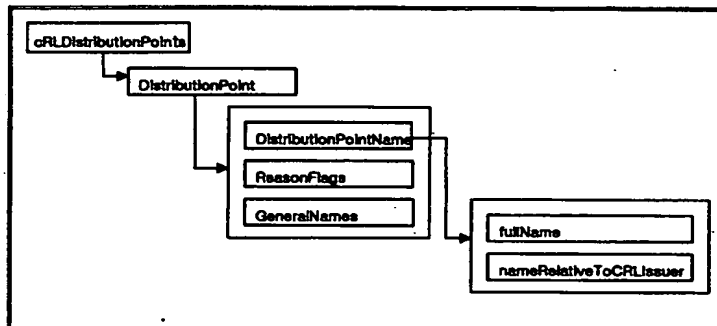 cRLDistributionPoints
DistributionPoint
DistributionPointName
ReasonFlags
GeneralNames
fullName
nameRelativeToCRLIssuer